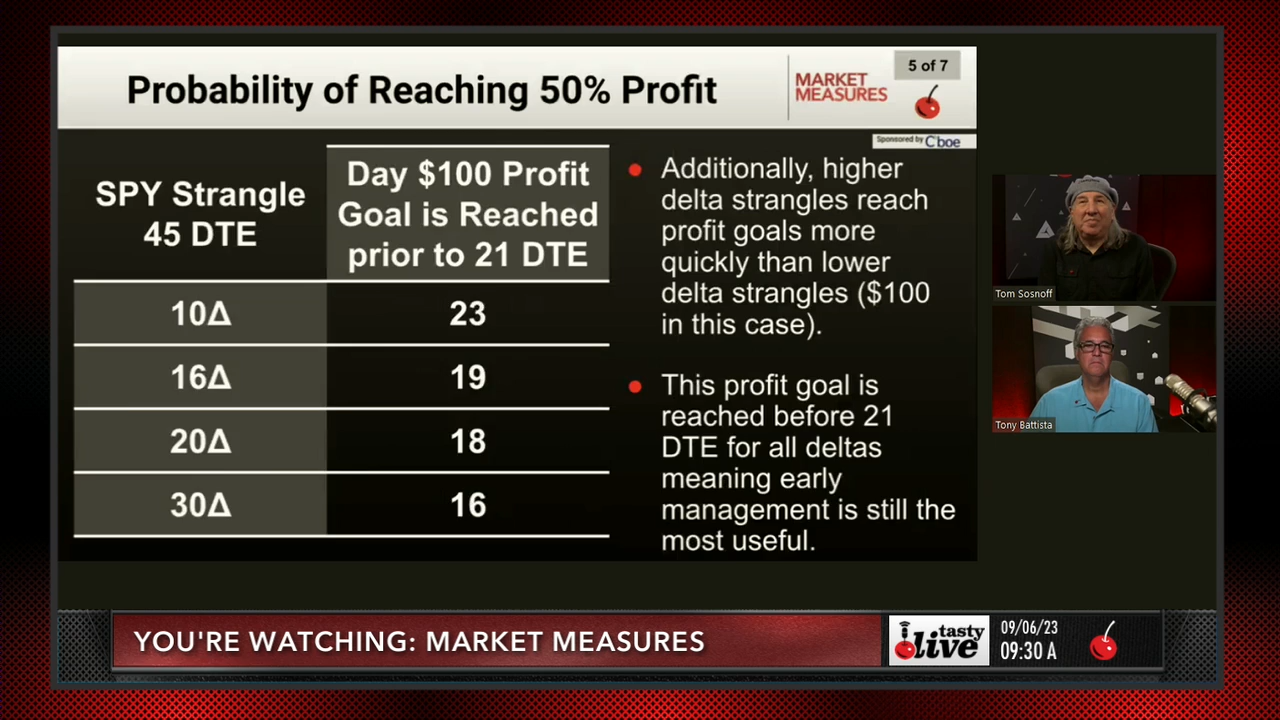 Probability of Reaching 50% Profit
MARKET
MEASURES
5 of 7
Sponsored by Cboe
SPY Strangle
45 DTE
Day $100 Profit
Goal is Reached
prior to 21 DTE
10Δ 23
16Δ 19
20Δ 18
30Δ 16
Additionally, higher
delta strangles reach
profit goals more
quickly than lower
delta strangles ($100
in this case).
This profit goal is
reached before 21
DTE for all deltas
meaning early
management is still the
most useful.
Tom Sosnoff
Tony Battista
YOU'RE WATCHING: MARKET MEASURES
tasty
live
09/06/23
09:30 A